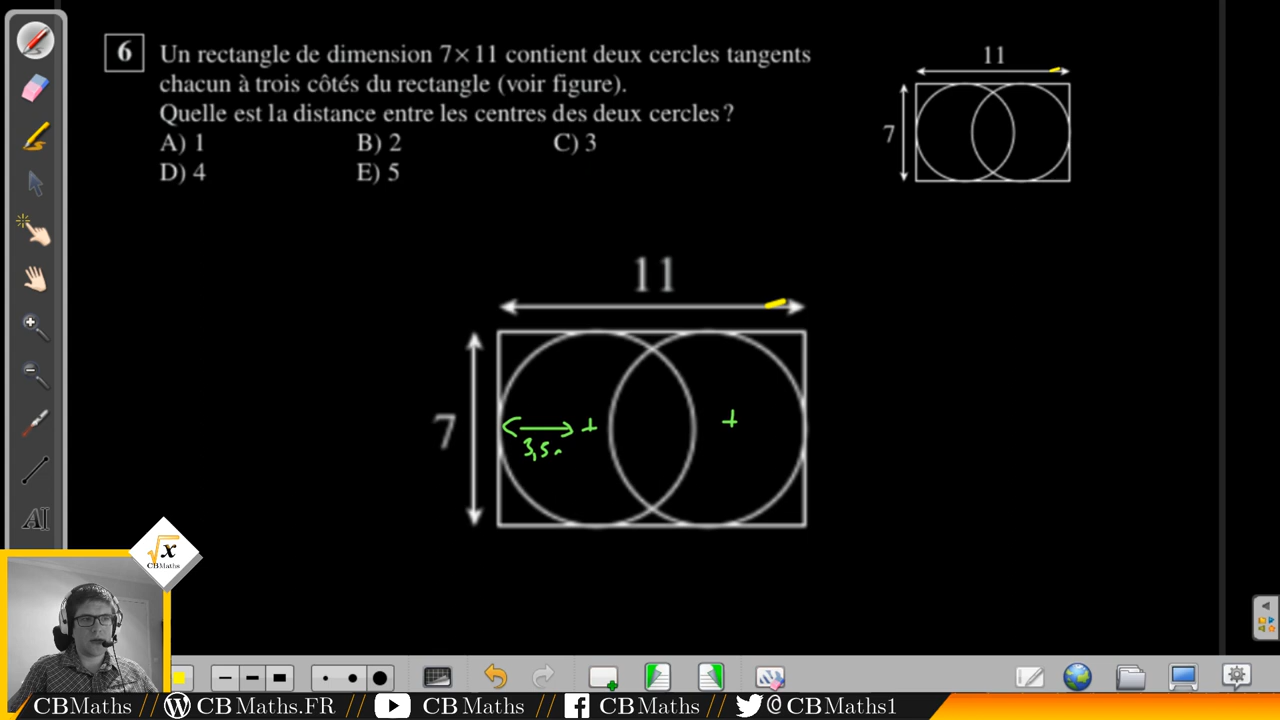 6 Un rectangle de dimension 7×11 contient deux cercles tangents
chacun à trois côtés du rectangle (voir figure).
Quelle est la distance entre les centres des deux cercles ?
A) 1 B) 2 C) 3
D) 4 E) 5
11
7
11
7
3,5
AI
√x
CBMaths
CBMaths // CBMaths.FR // CBMaths // CBMaths // @CBMaths1